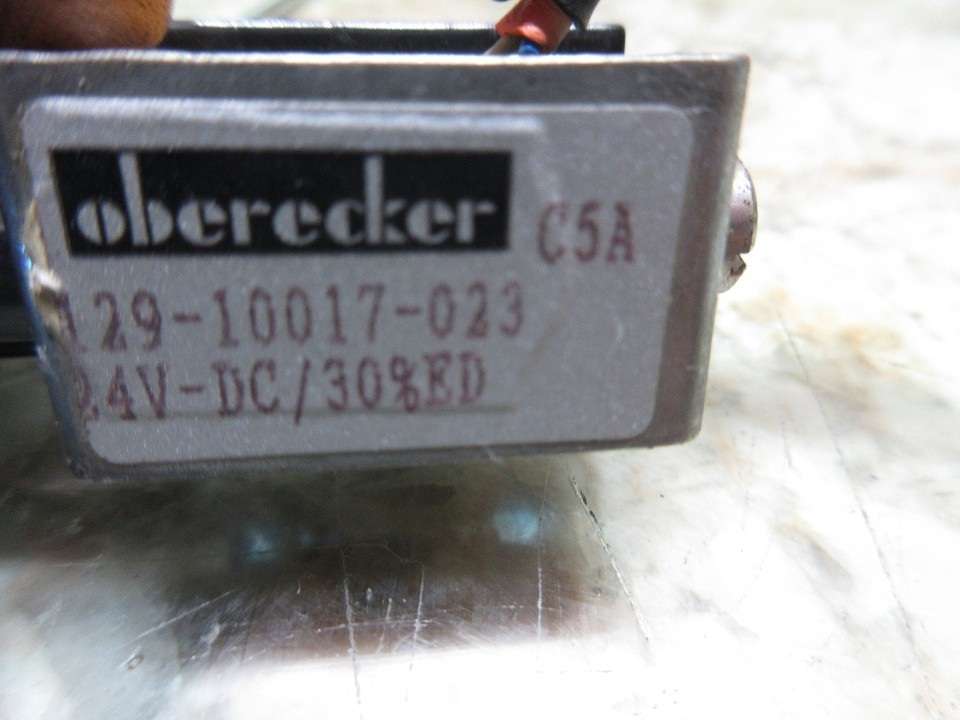 oberecker
C5A
129-10017-023
24V-DC/30%ED